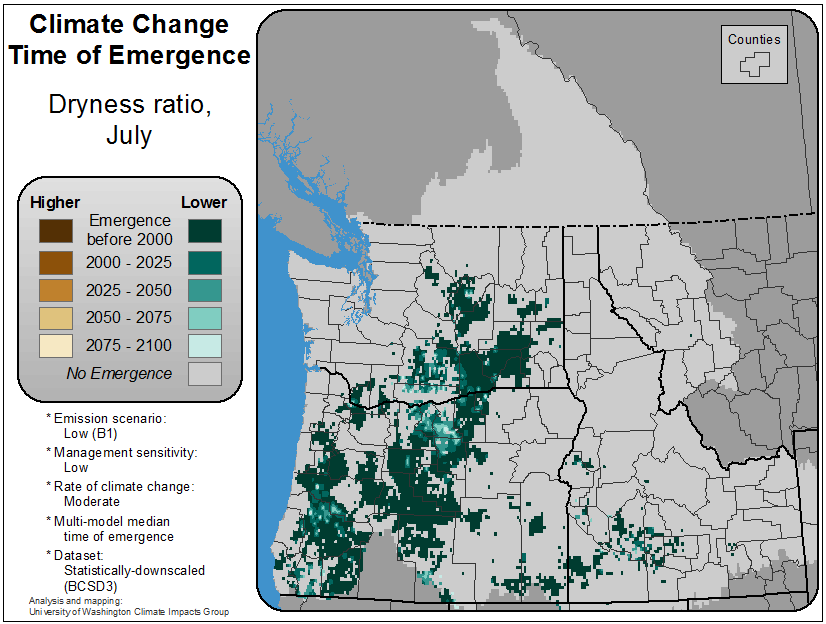 Climate Change
Time of Emergence
Dryness ratio,
July
Counties
Higher Lower
Emergence
before 2000
2000 - 2025
2025 - 2050
2050 - 2075
2075 - 2100
No Emergence
* Emission scenario:
Low (B1)
* Management sensitivity:
Low
* Rate of climate change:
Moderate
* Multi-model median
time of emergence
* Dataset:
Statistically-downscaled
(BCSD3)
Analysis and mapping:
University of Washington Climate Impacts Group